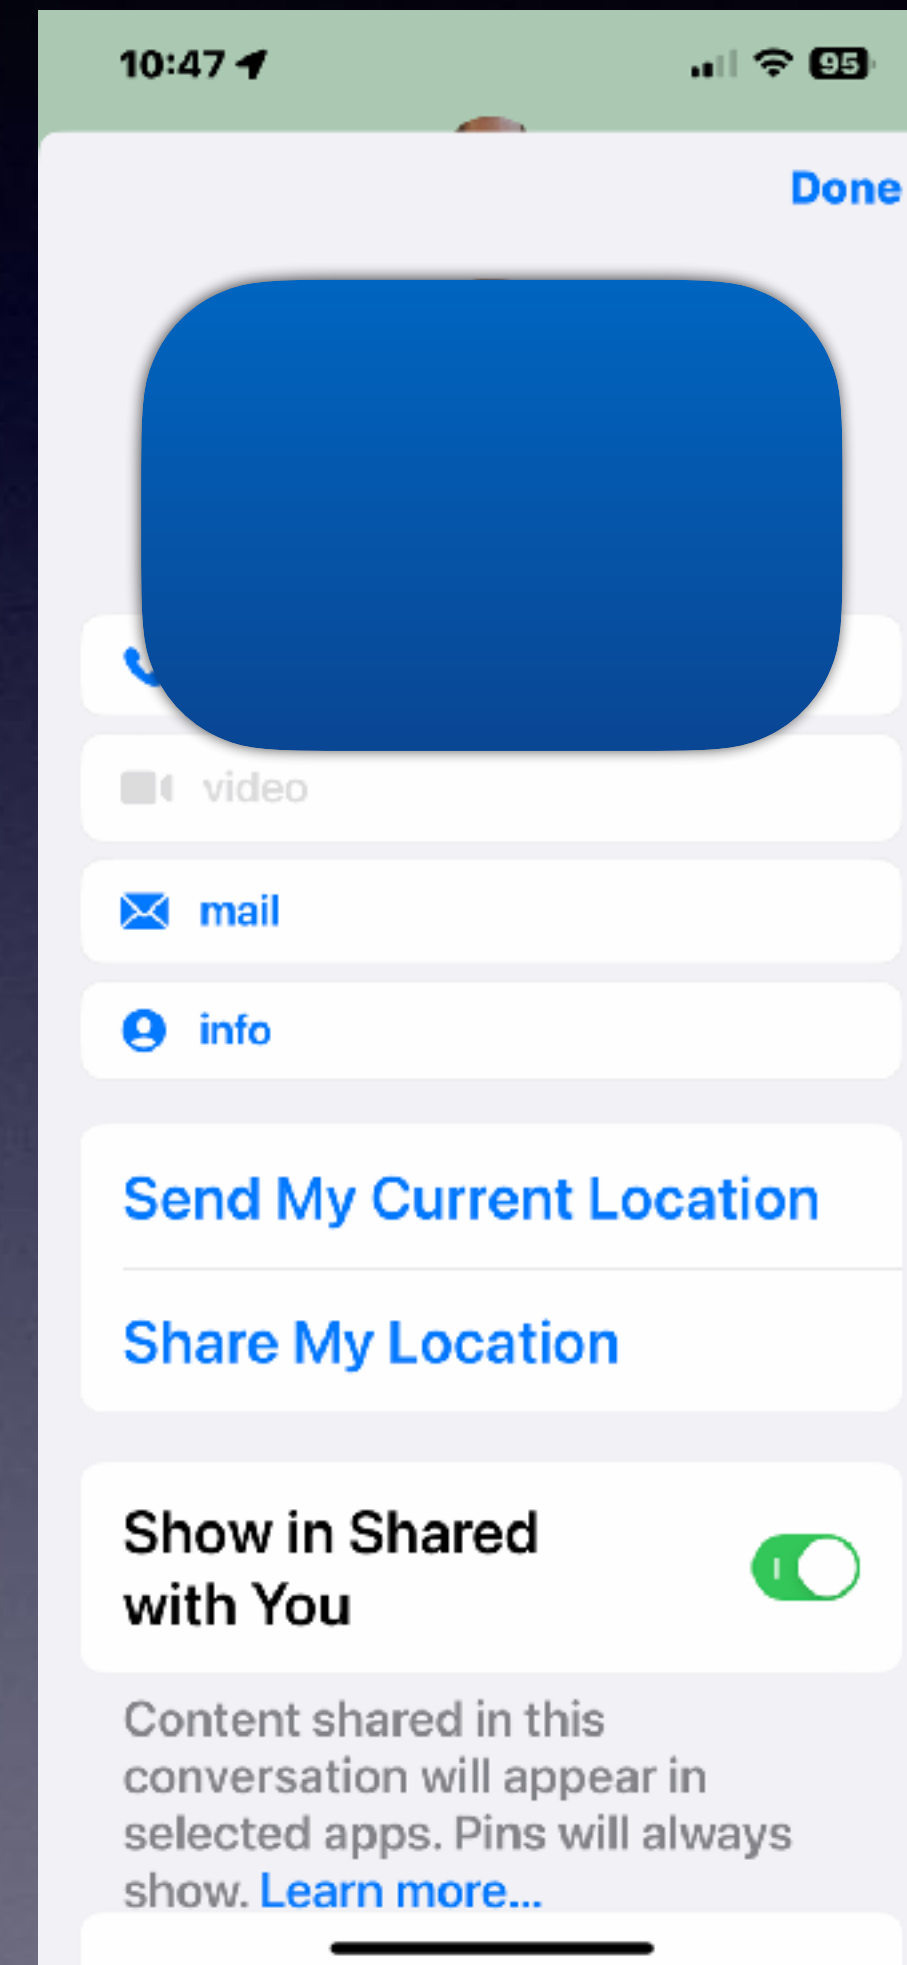 10:47
95
Done
video
mail
info
Send My Current Location
Share My Location
Show in Shared
with You
Content shared in this
conversation will appear in
selected apps. Pins will always
show. Learn more...